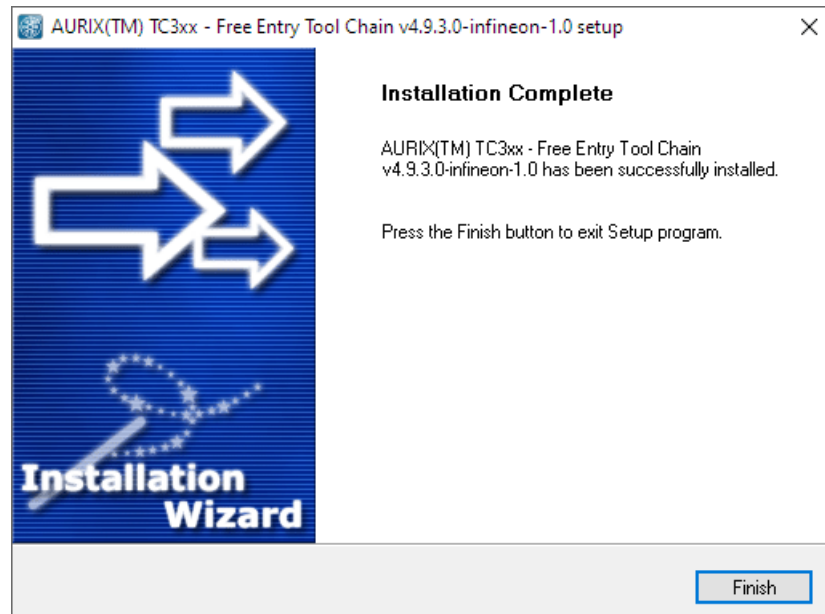 AURIX(TM) TC3xx - Free Entry Tool Chain v4.9.3.0-infineon-1.0 setup
Installation Complete
AURIX(TM) TC3xx - Free Entry Tool Chain
v4.9.3.0-infineon-1.0 has been successfully installed.
Press the Finish button to exit Setup program.
Installation
Wizard
Finish